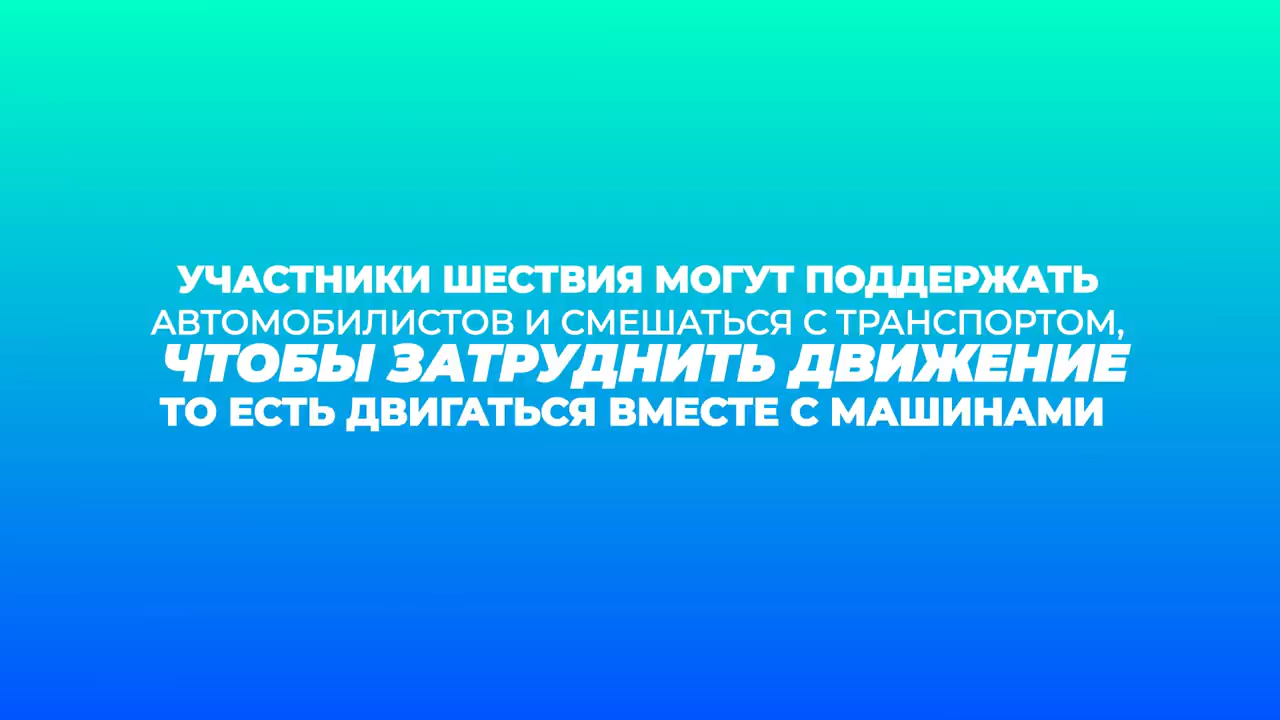 УЧАСТНИКИ ШЕСТВИЯ МОГУТ ПОДДЕРЖАТЬ
АВТОМОБИЛИСТОВ И СМЕШАТЬСЯ С ТРАНСПОРТОМ,
ЧТОБЫ ЗАТРУДНИТЬ ДВИЖЕНИЕ
ТО ЕСТЬ ДВИГАТЬСЯ ВМЕСТЕ С МАШИНАМИ